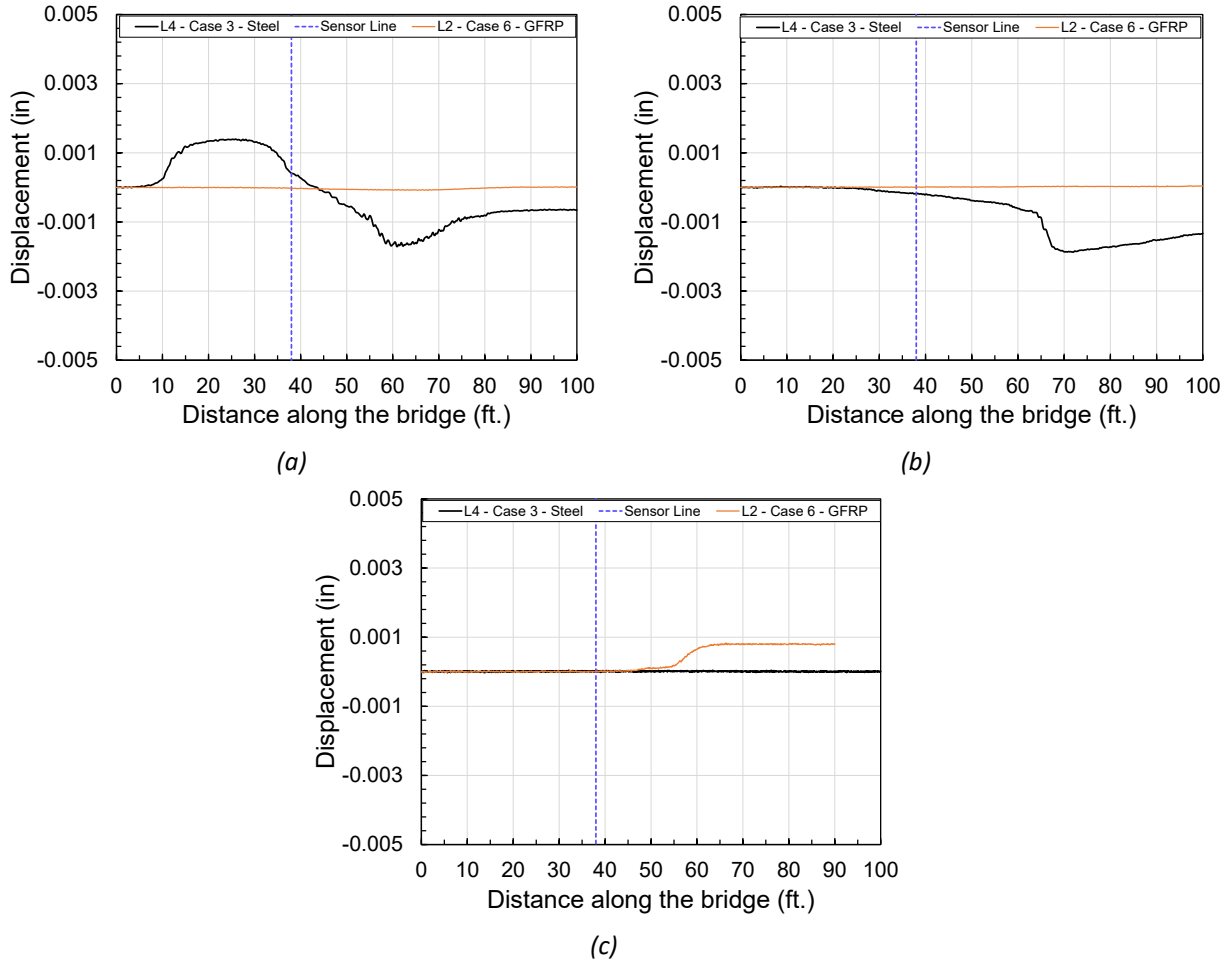 L4 - Case 3 - Steel Sensor Line L2 - Case 6 - GFRP
0.005
0.003
0.001
-0.001
-0.003
-0.005
Displacement (in)
0 10 20 30 40 50 60 70 80 90 100
Distance along the bridge (ft.)
(a)
L4 - Case 3 - Steel Sensor Line L2 - Case 6 - GFRP
0.005
0.003
0.001
-0.001
-0.003
-0.005
Displacement (in)
0 10 20 30 40 50 60 70 80 90 100
Distance along the bridge (ft.)
(b)
L4 - Case 3 - Steel Sensor Line L2 - Case 6 - GFRP
0.005
0.003
0.001
-0.001
-0.003
-0.005
Displacement (in)
0 10 20 30 40 50 60 70 80 90 100
Distance along the bridge (ft.)
(c)